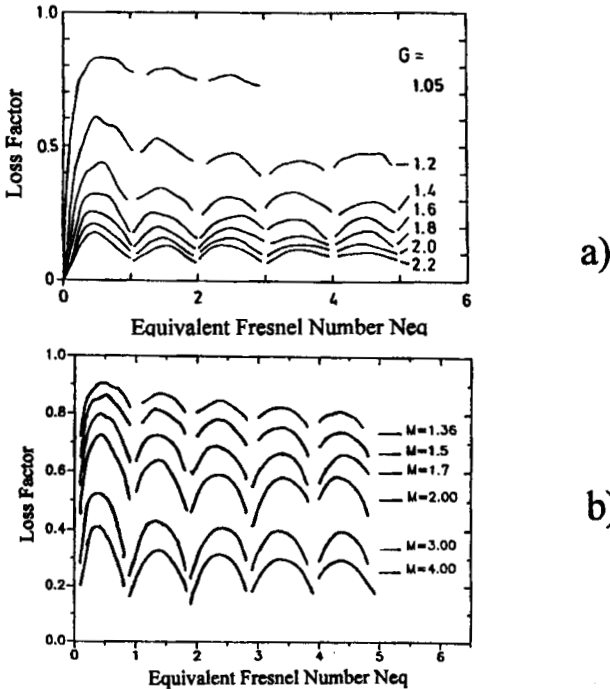 1.0
G =
1.05
Loss Factor
0.5
1.2
1.4
1.6
1.8
2.0
2.2
0
0 2 4 6
a)
Equivalent Fresnel Number Neq
1.0
0.8
M=1.36
M=1.5
0.6
M=1.7
M=2.00
b)
Loss Factor
0.4
M=3.00
M=4.00
0.2
0.0
0 1 2 3 4 5 6
Equivalent Fresnel Number Neq